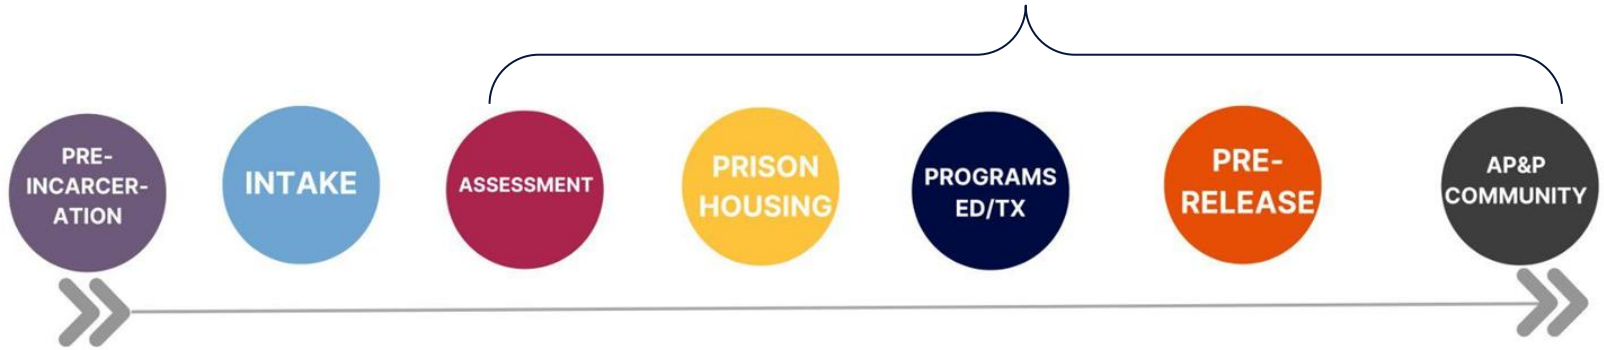 PRE-
INCARCER-
ATION
INTAKE
ASSESSMENT
PRISON
HOUSING
PROGRAMS
ED/TX
PRE-
RELEASE
AP&P
COMMUNITY